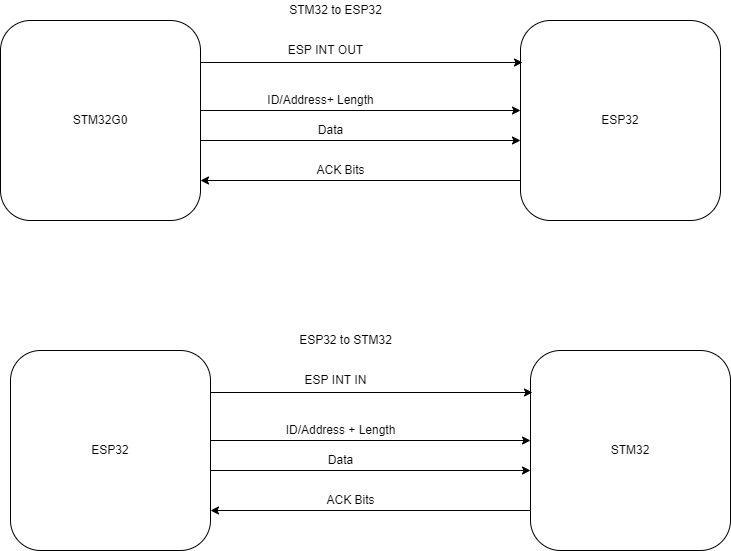 STM32 to ESP32
ESP INT OUT
ID/Address+ Length
STM32G0
ESP32
Data
ACK Bits
ESP32 to STM32
ESP INT IN
ID/Address + Length
ESP32
STM32
Data
ACK Bits